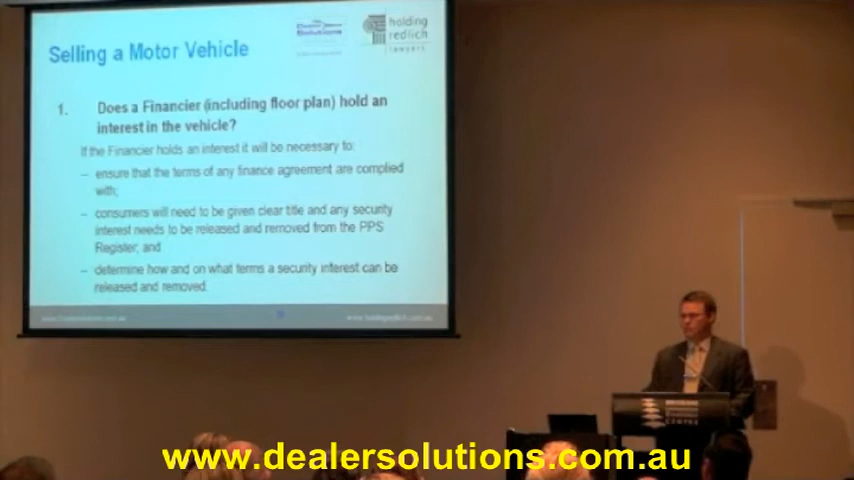 Selling a Motor Vehicle
Dealer Solutions
holding
redlich
lawyers
1. Does a Financier (including floor plan) hold an
interest in the vehicle?
If the Financier holds an interest it will be necessary to:
– ensure that the terms of any finance agreement are complied
with;
– consumers will need to be given clear title and any security
interest needs to be released and removed from the PPS
Register; and
– determine how and on what terms a security interest can be
released and removed.
www.holdingredlich.com.au
CENTRE
www.dealersolutions.com.au